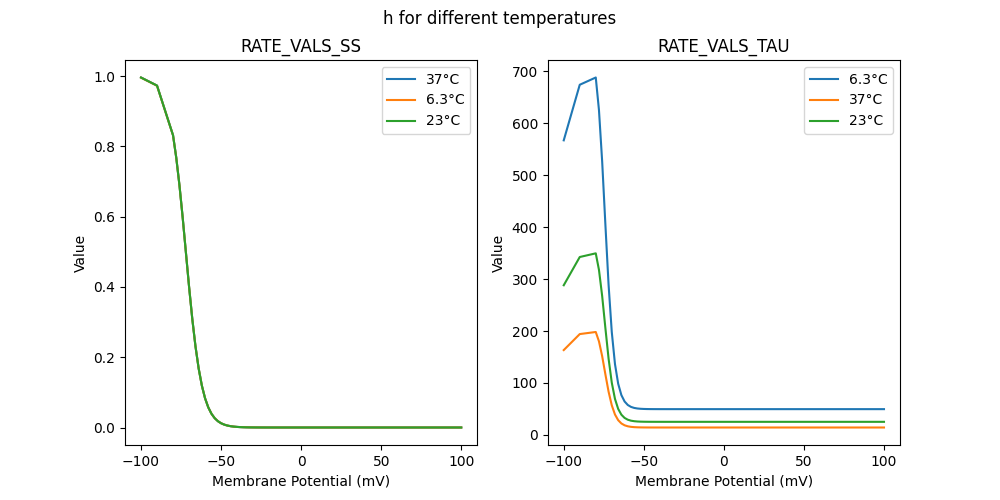 h for different temperatures
RATE_VALS_SS
1.0
0.8
0.6
0.4
0.2
0.0
Value
−100
−50
0
50
100
Membrane Potential (mV)
37°C
6.3°C
23°C
RATE_VALS_TAU
700
600
500
400
300
200
100
0
Value
−100
−50
0
50
100
Membrane Potential (mV)
6.3°C
37°C
23°C